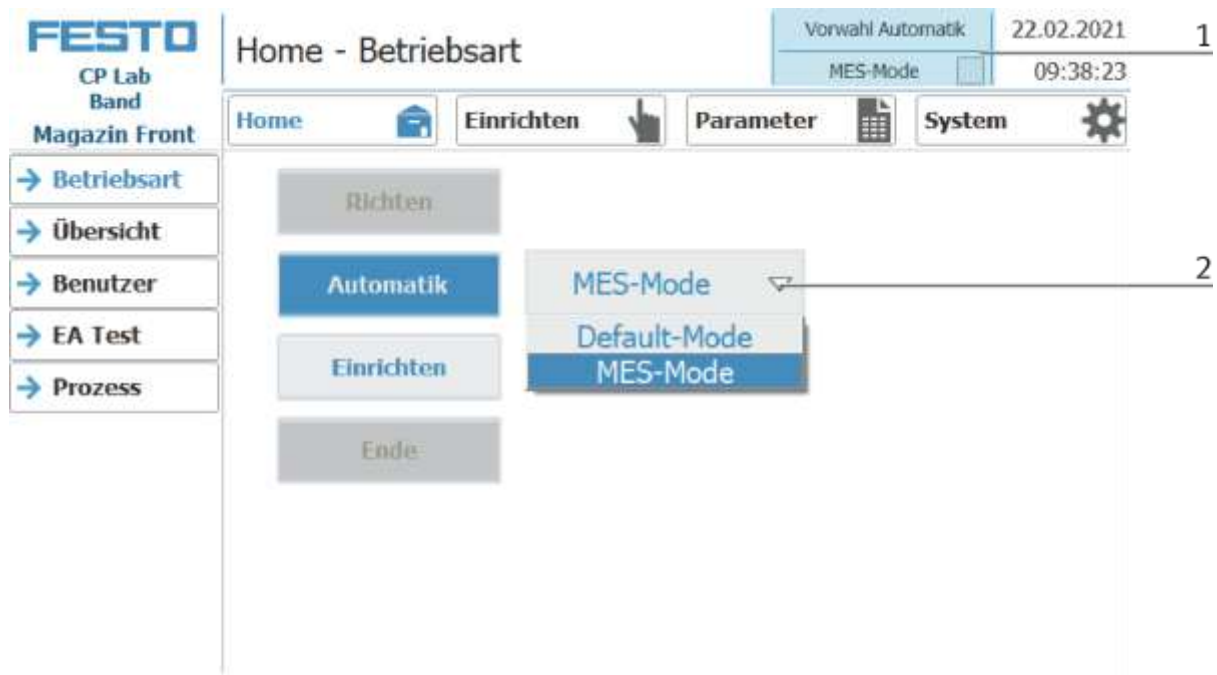 FESTO
CP Lab
Band
Magazin Front
Home - Betriebsart
Vorwahl Automatik
MES-Mode
22.02.2021
09:38:23
1
Home
Einrichten
Parameter
System
Betriebsart
Übersicht
Benutzer
EA Test
Prozess
Richten
Automatik
MES-Mode
2
Default-Mode
MES-Mode
Einrichten
Ende